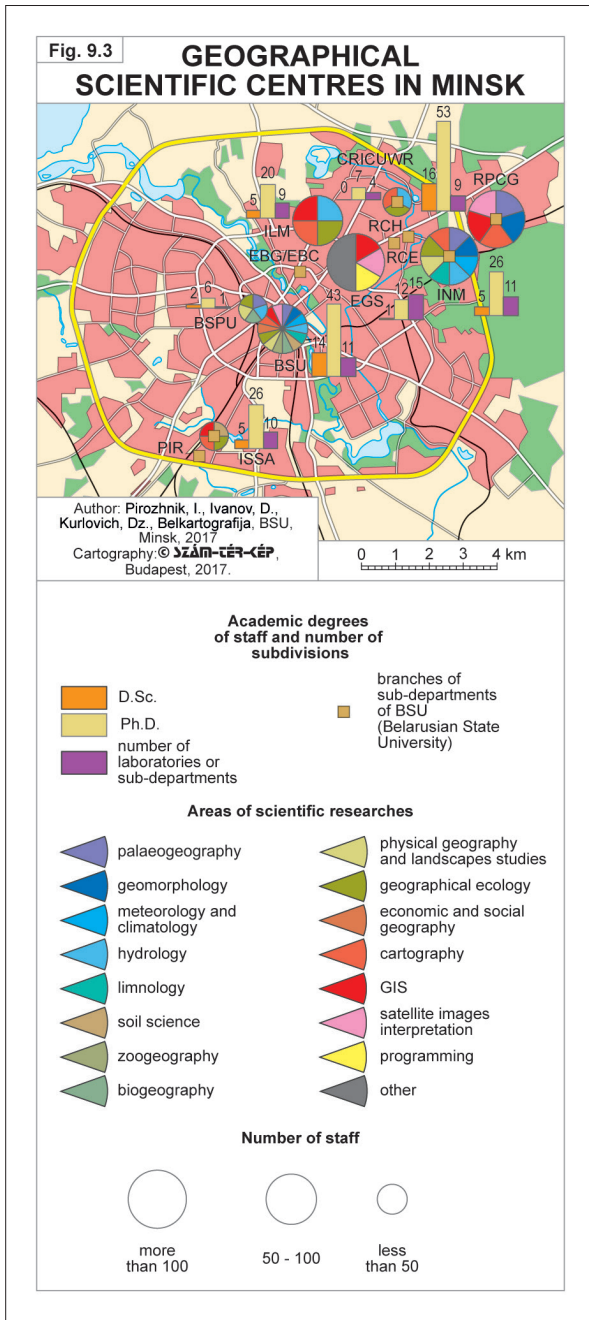 Fig. 9.3
GEOGRAPHICAL
SCIENTIFIC CENTRES IN MINSK
53
CRICUWR
7
0
4
16
9
RPCG
20
5
9
ILM
RCH
RCE
EBG/EBC
INM
26
5
11
EGS
12
15
11
2
6
1
BSPU
43
14
11
BSU
26
5
10
PIR
ISSA
Author: Pirozhnik, I., Ivanov, D.,
Kurlovich, Dz., Belkartografija, BSU,
Minsk, 2017
Cartography:© SZÁM-TÉR-KÉP,
Budapest, 2017.
0 1 2 3 4 km
Academic degrees
of staff and number of
subdivisions
D.Sc.
Ph.D.
number of
laboratories or
sub-departments
branches of
sub-departments
of BSU
(Belarusian State
University)
Areas of scientific researches
palaeogeography
geomorphology
meteorology and
climatology
hydrology
limnology
soil science
zoogeography
biogeography
physical geography
and landscapes studies
geographical ecology
economic and social
geography
cartography
GIS
satellite images
interpretation
programming
other
Number of staff
more
than 100
50 - 100
less
than 50